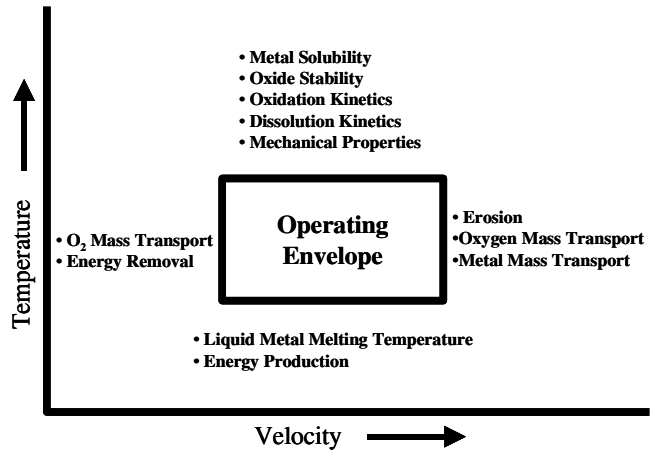 • Metal Solubility
• Oxide Stability
• Oxidation Kinetics
• Dissolution Kinetics
• Mechanical Properties
Temperature
• O₂ Mass Transport
• Energy Removal
Operating
Envelope
• Erosion
•Oxygen Mass Transport
•Metal Mass Transport
• Liquid Metal Melting Temperature
• Energy Production
Velocity